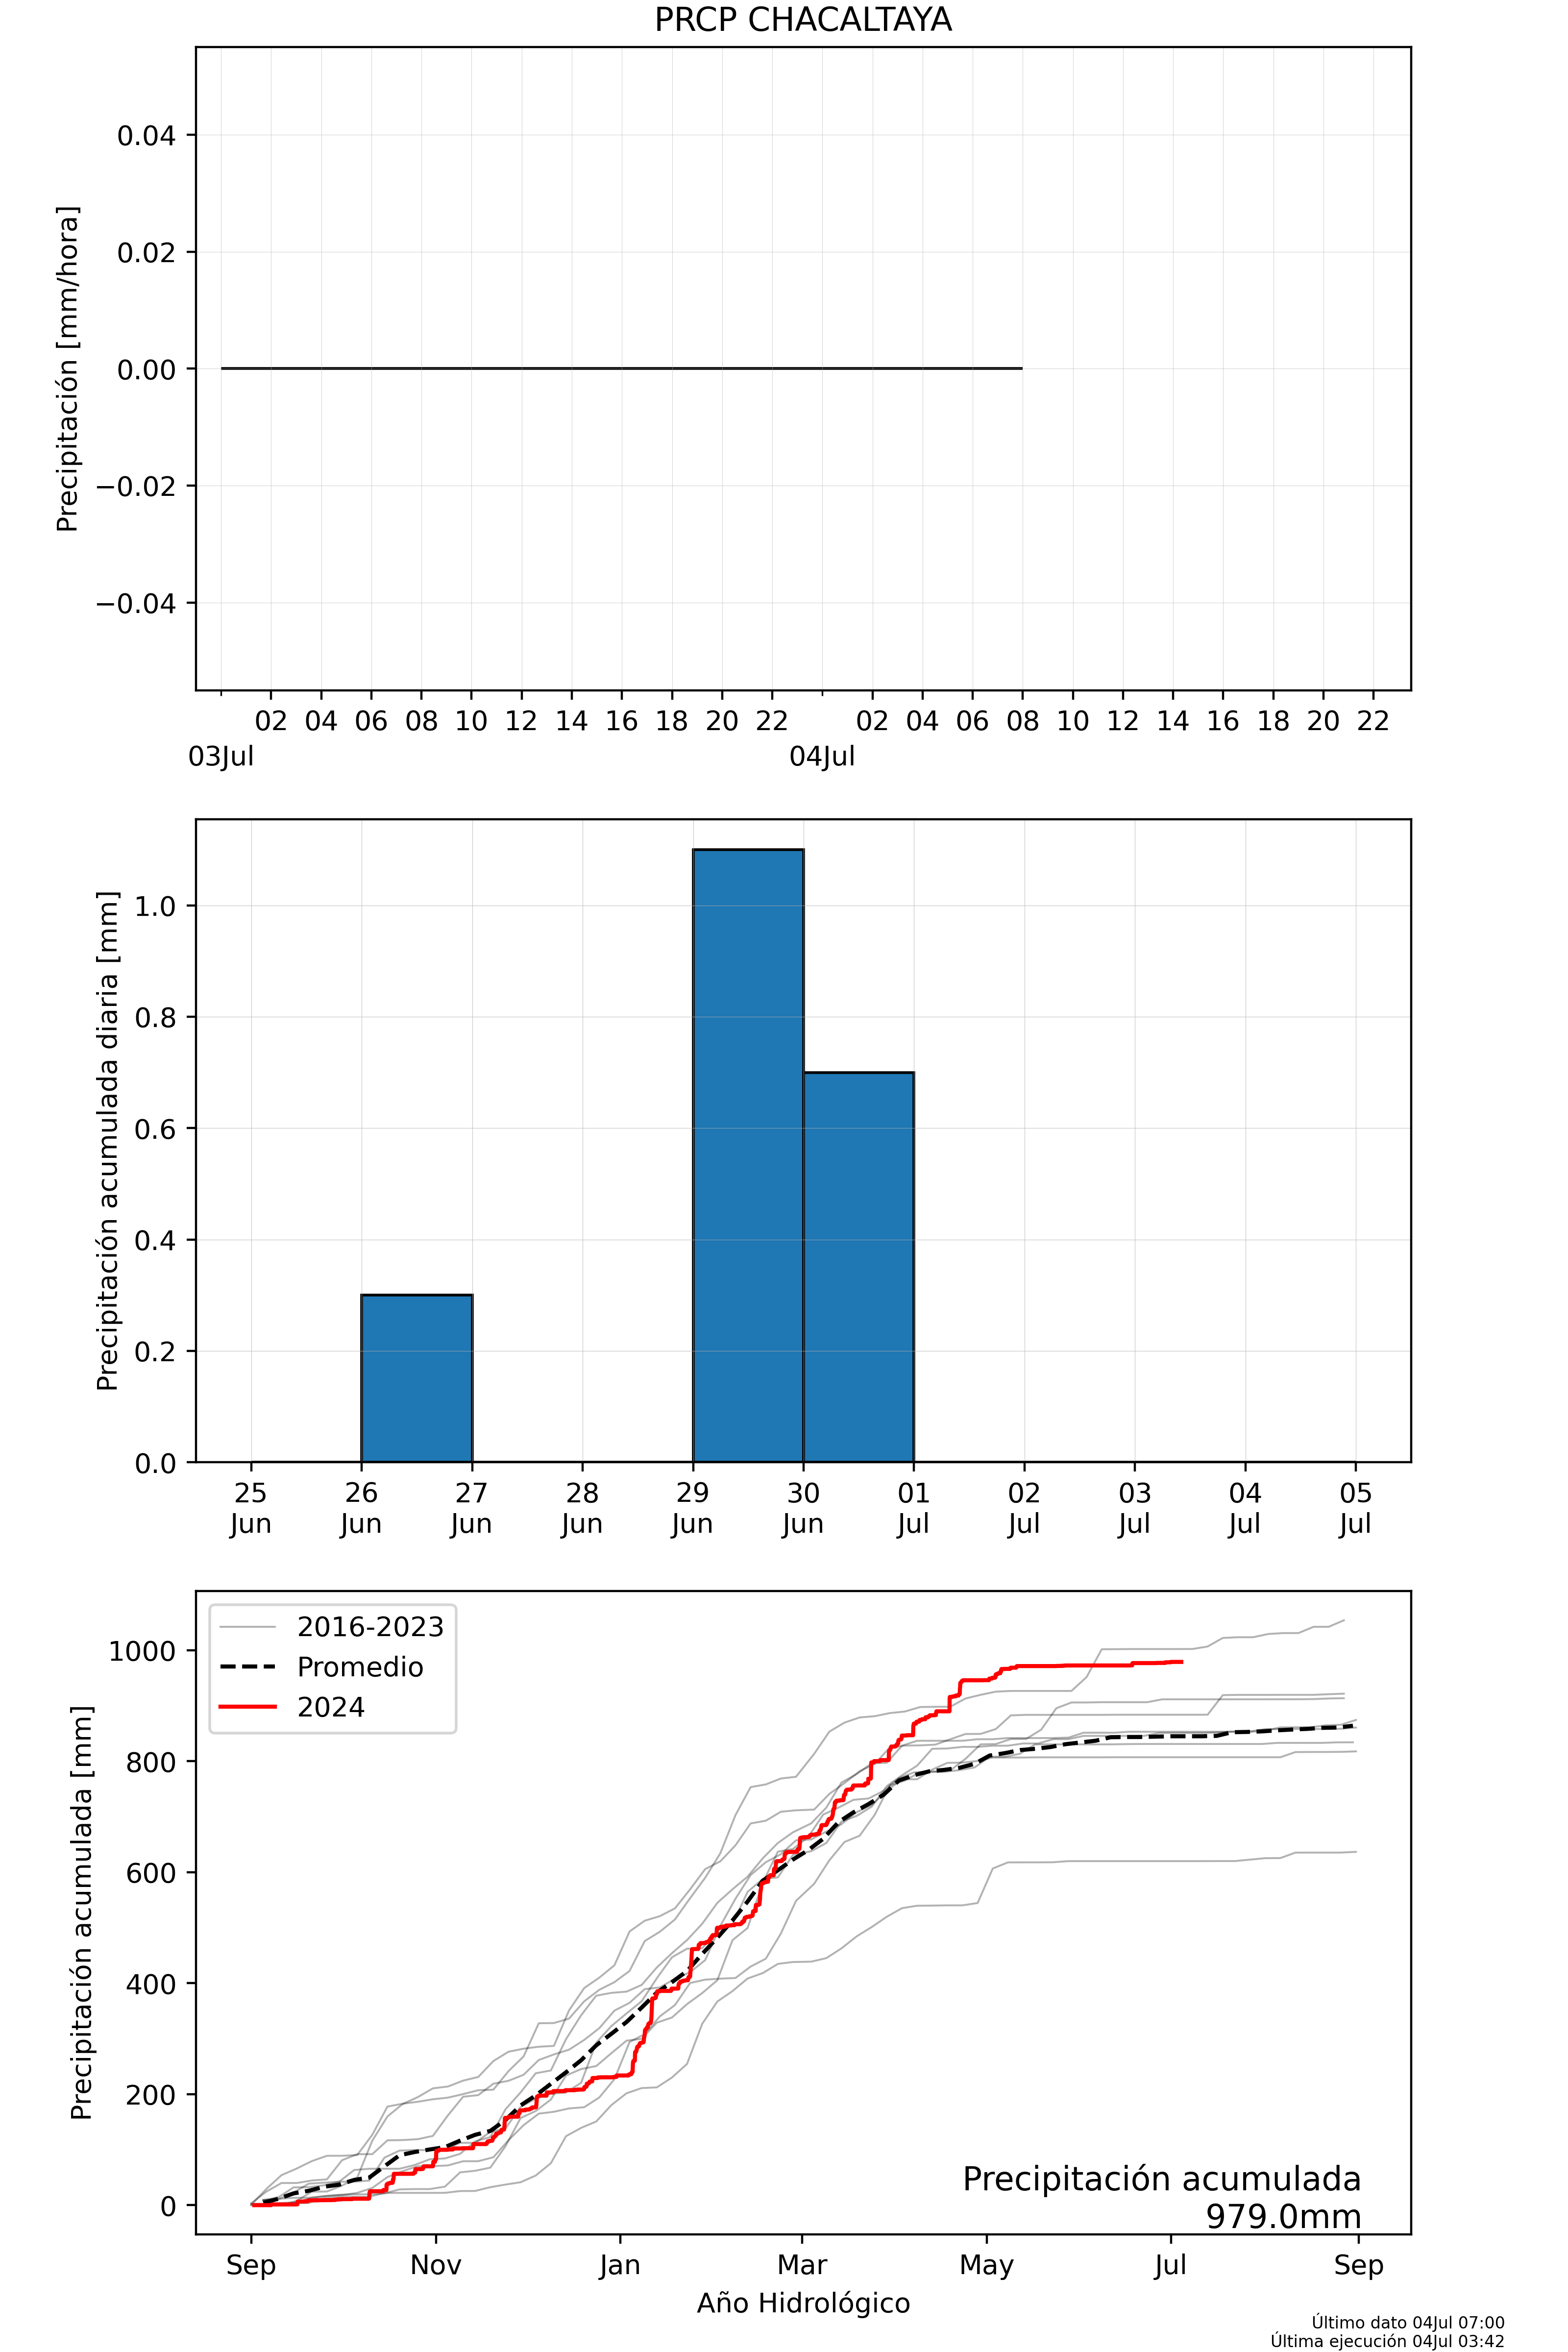 PRCP CHACALTAYA
Precipitación [mm/hora]
0.04
0.02
0.00
−0.02
−0.04
02 04 06 08 10 12 14 16 18 20 22 02 04 06 08 10 12 14 16 18 20 22
03Jul 04Jul
Precipitación acumulada diaria [mm]
1.0
0.8
0.6
0.4
0.2
0.0
25 26 27 28 29 30 01 02 03 04 05
Jun Jun Jun Jun Jun Jun Jul Jul Jul Jul Jul
Precipitación acumulada [mm]
1000
800
600
400
200
0
2016-2023
Promedio
2024
Precipitación acumulada
979.0mm
Sep Nov Jan Mar May Jul Sep
Año Hidrológico
Último dato 04Jul 07:00
Última ejecución 04Jul 03:42